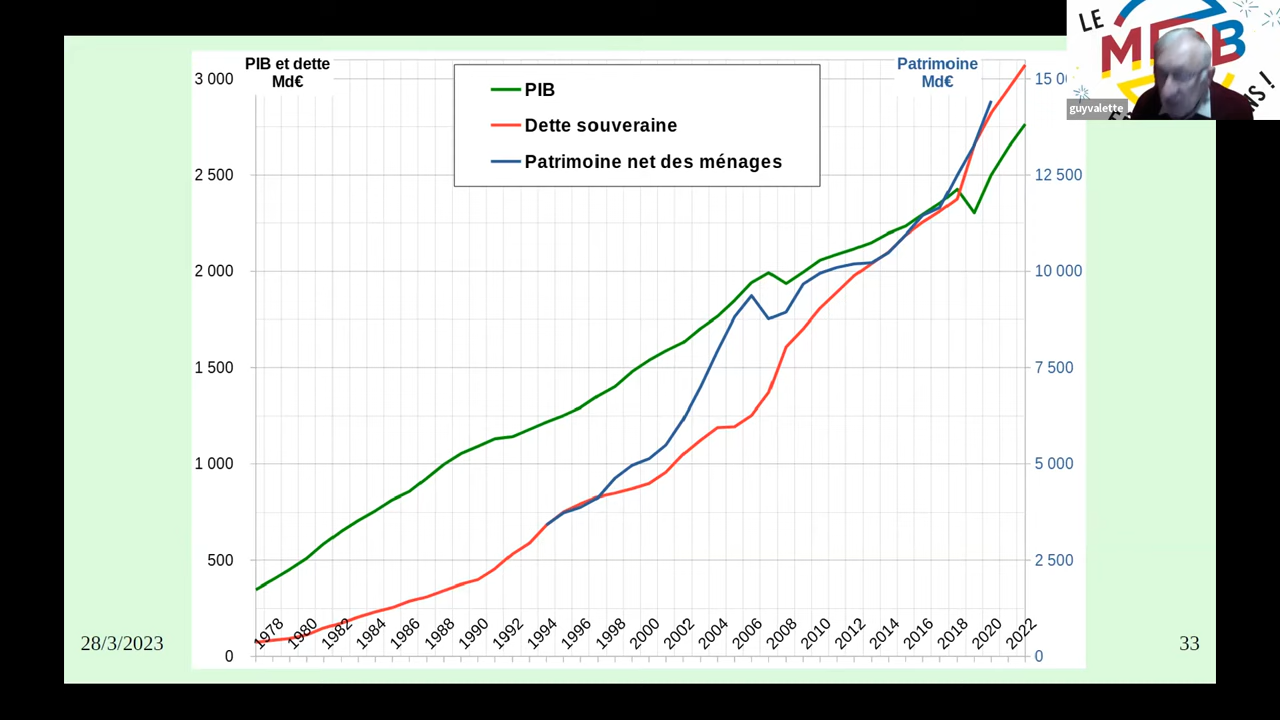 PIB et dette
Md€
Patrimoine
Md€
PIB
Dette souveraine
Patrimoine net des ménages
3 000
2 500
2 000
1 500
1 000
500
0
12 500
10 000
7 500
5 000
2 500
0
1978 1980 1982 1984 1986 1988 1990 1992 1994 1996 1998 2000 2002 2004 2006 2008 2010 2012 2014 2016 2018 2020 2022
28/3/2023
33
LE
guyvalette